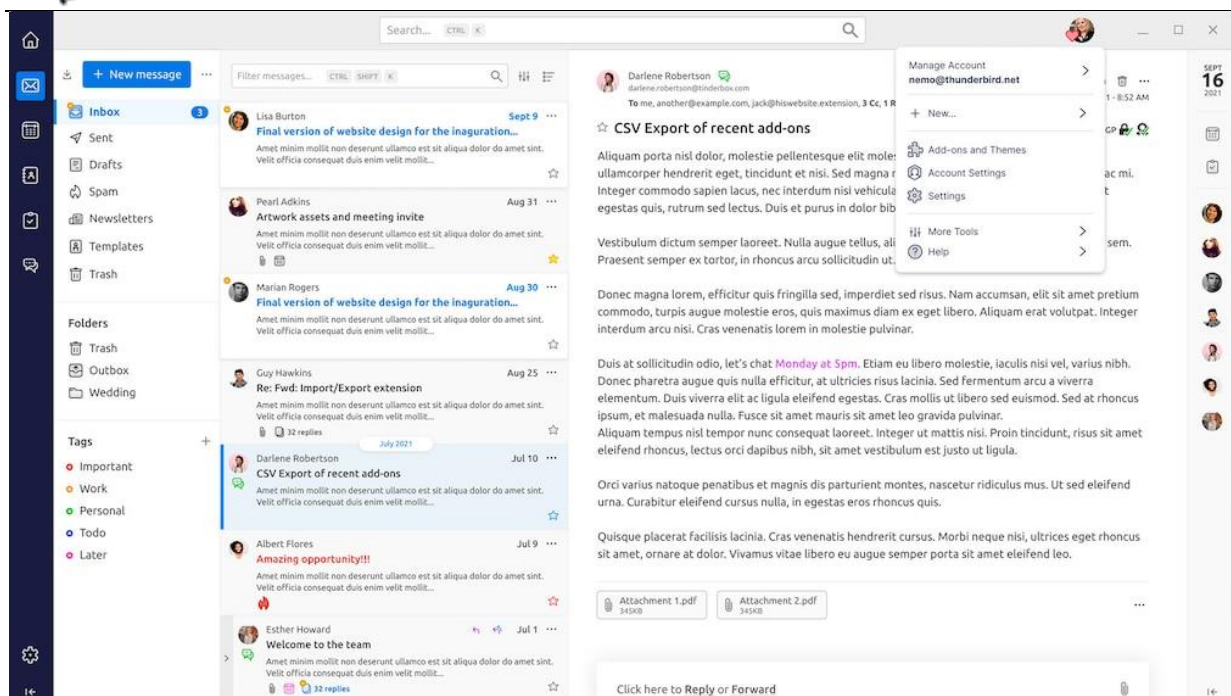 Search... CTRL K
+ New message
Inbox 3
Sent
Drafts
Spam
Newsletters
Templates
Trash
Folders
Trash
Outbox
Wedding
Tags +
Important
Work
Personal
Todo
Later
Filter messages... CTRL SHIFT K
Lisa Burton Sept 9
Final version of website design for the inaguration...
Amet minim mollit non deserunt ullamco est sit aliqua dolor do amet sint.
Velit officia consequat duis enim velit mollit...
Pearl Adkins Aug 31
Artwork assets and meeting invite
Amet minim mollit non deserunt ullamco est sit aliqua dolor do amet sint.
Velit officia consequat duis enim velit mollit...
Marian Rogers Aug 30
Final version of website design for the inaguration...
Amet minim mollit non deserunt ullamco est sit aliqua dolor do amet sint.
Velit officia consequat duis enim velit mollit...
Guy Hawkins Aug 25
Re: Fwd: Import/Export extension
Amet minim mollit non deserunt ullamco est sit aliqua dolor do amet sint.
Velit officia consequat duis enim velit mollit...
32 replies
July 2021
Darlene Robertson Jul 10
CSV Export of recent add-ons
Amet minim mollit non deserunt ullamco est sit aliqua dolor do amet sint.
Velit officia consequat duis enim velit mollit...
Albert Flores Jul 9
Amazing opportunity!!!
Amet minim mollit non deserunt ullamco est sit aliqua dolor do amet sint.
Velit officia consequat duis enim velit mollit...
Esther Howard Jul 1
Welcome to the team
Amet minim mollit non deserunt ullamco est sit aliqua dolor do amet sint.
Velit officia consequat duis enim velit mollit...
32 replies
Darlene Robertson
darlene.robertson@tinderbox.com
1 - 8:52 AM
To me, another@example.com, jack@hiswebsite.extension, 3 Cc, 1 R
CSV Export of recent add-ons GP
Aliquam porta nisl dolor, molestie pellentesque elit moles
ullamcorper hendrerit eget, tincidunt et nisi. Sed magna r ac mi.
Integer commodo sapien lacus, nec interdum nisi vehicula t
egestas quis, rutrum sed lectus. Duis et purus in dolor bib
Vestibulum dictum semper laoreet. Nulla augue tellus, ali sem.
Praesent semper ex tortor, in rhoncus arcu sollicitudin ut.
Donec magna lorem, efficitur quis fringilla sed, imperdiet sed risus. Nam accumsan, elit sit amet pretium
commodo, turpis augue molestie eros, quis maximus diam ex eget libero. Aliquam erat volutpat. Integer
interdum arcu nisi. Cras venenatis lorem in molestie pulvinar.
Duis at sollicitudin odio, let's chat Monday at 5pm. Etiam eu libero molestie, iaculis nisi vel, varius nibh.
Donec pharetra augue quis nulla efficitur, at ultricies risus lacinia. Sed fermentum arcu a viverra
elementum. Duis viverra elit ac ligula eleifend egestas. Cras mollis ut libero sed euismod. Sed at rhoncus
ipsum, et malesuada nulla. Fusce sit amet mauris sit amet leo gravida pulvinar.
Aliquam tempus nisl tempor nunc consequat laoreet. Integer ut mattis nisi. Proin tincidunt, risus sit amet
eleifend rhoncus, lectus orci dapibus nibh, sit amet vestibulum est justo ut ligula.
Orci varius natoque penatibus et magnis dis parturient montes, nascetur ridiculus mus. Ut sed eleifend
urna. Curabitur eleifend cursus nulla, in egestas eros rhoncus quis.
Quisque placerat facilisis lacinia. Cras venenatis hendrerit cursus. Morbi neque nisi, ultrices eget rhoncus
sit amet, ornare at dolor. Vivamus vitae libero eu augue semper porta sit amet eleifend leo.
Attachment 1.pdf
345KB
Attachment 2.pdf
345KB
Click here to Reply or Forward
Manage Account
nemo@thunderbird.net
+ New...
Add-ons and Themes
Account Settings
Settings
More Tools
Help
SEPT
16
2021